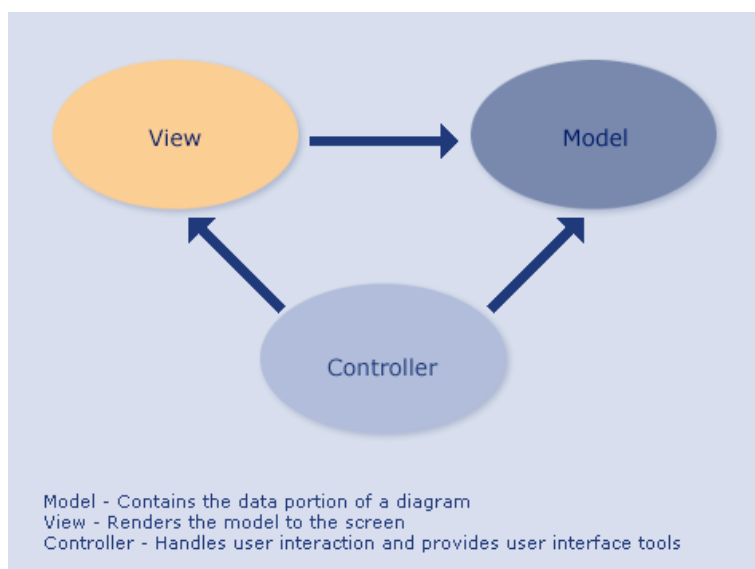 View
Model
Controller
Model - Contains the data portion of a diagram
View - Renders the model to the screen
Controller - Handles user interaction and provides user interface tools